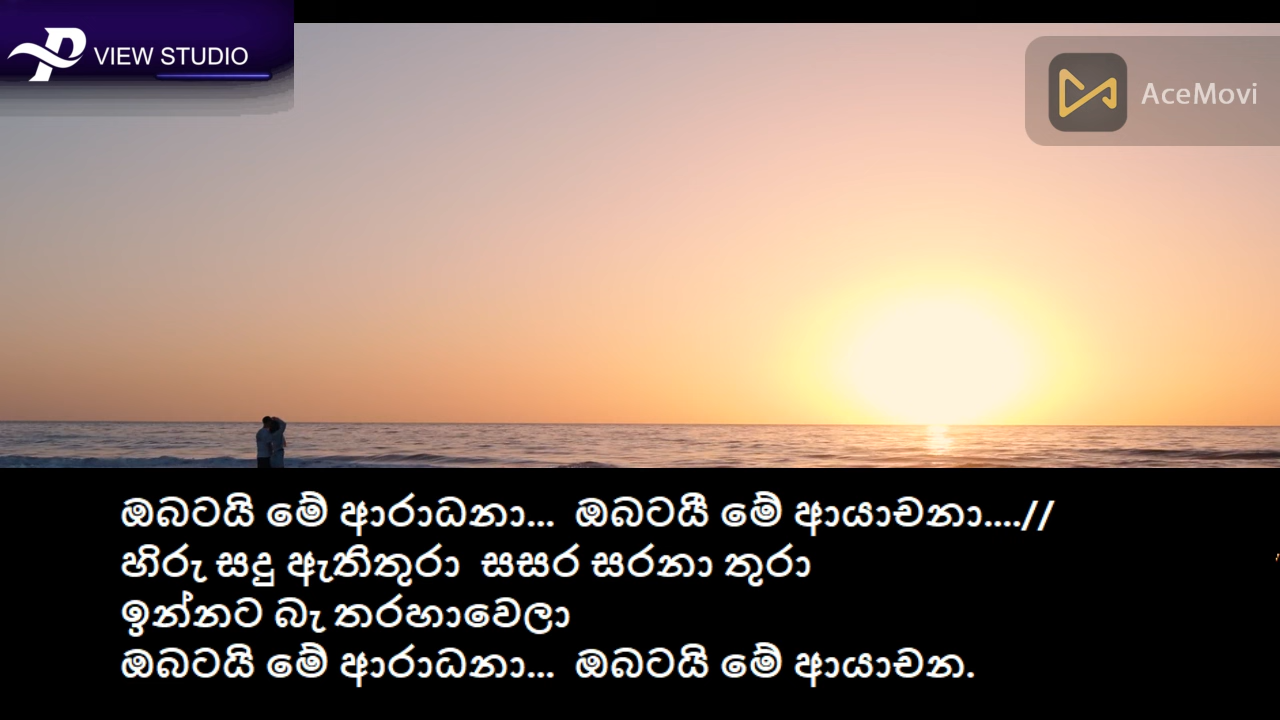 VIEW STUDIO
AceMovi
ඔබටයි මේ ආරාධනා... ඔබටයි මේ ආයාචනා....//
හිරු සදු ඇතිතුරා සසර සරනා තුරා
ඉන්නට බැ තරහාවෙලා
ඔබටයි මේ ආරාධනා... ඔබටයි මේ ආයාචන.